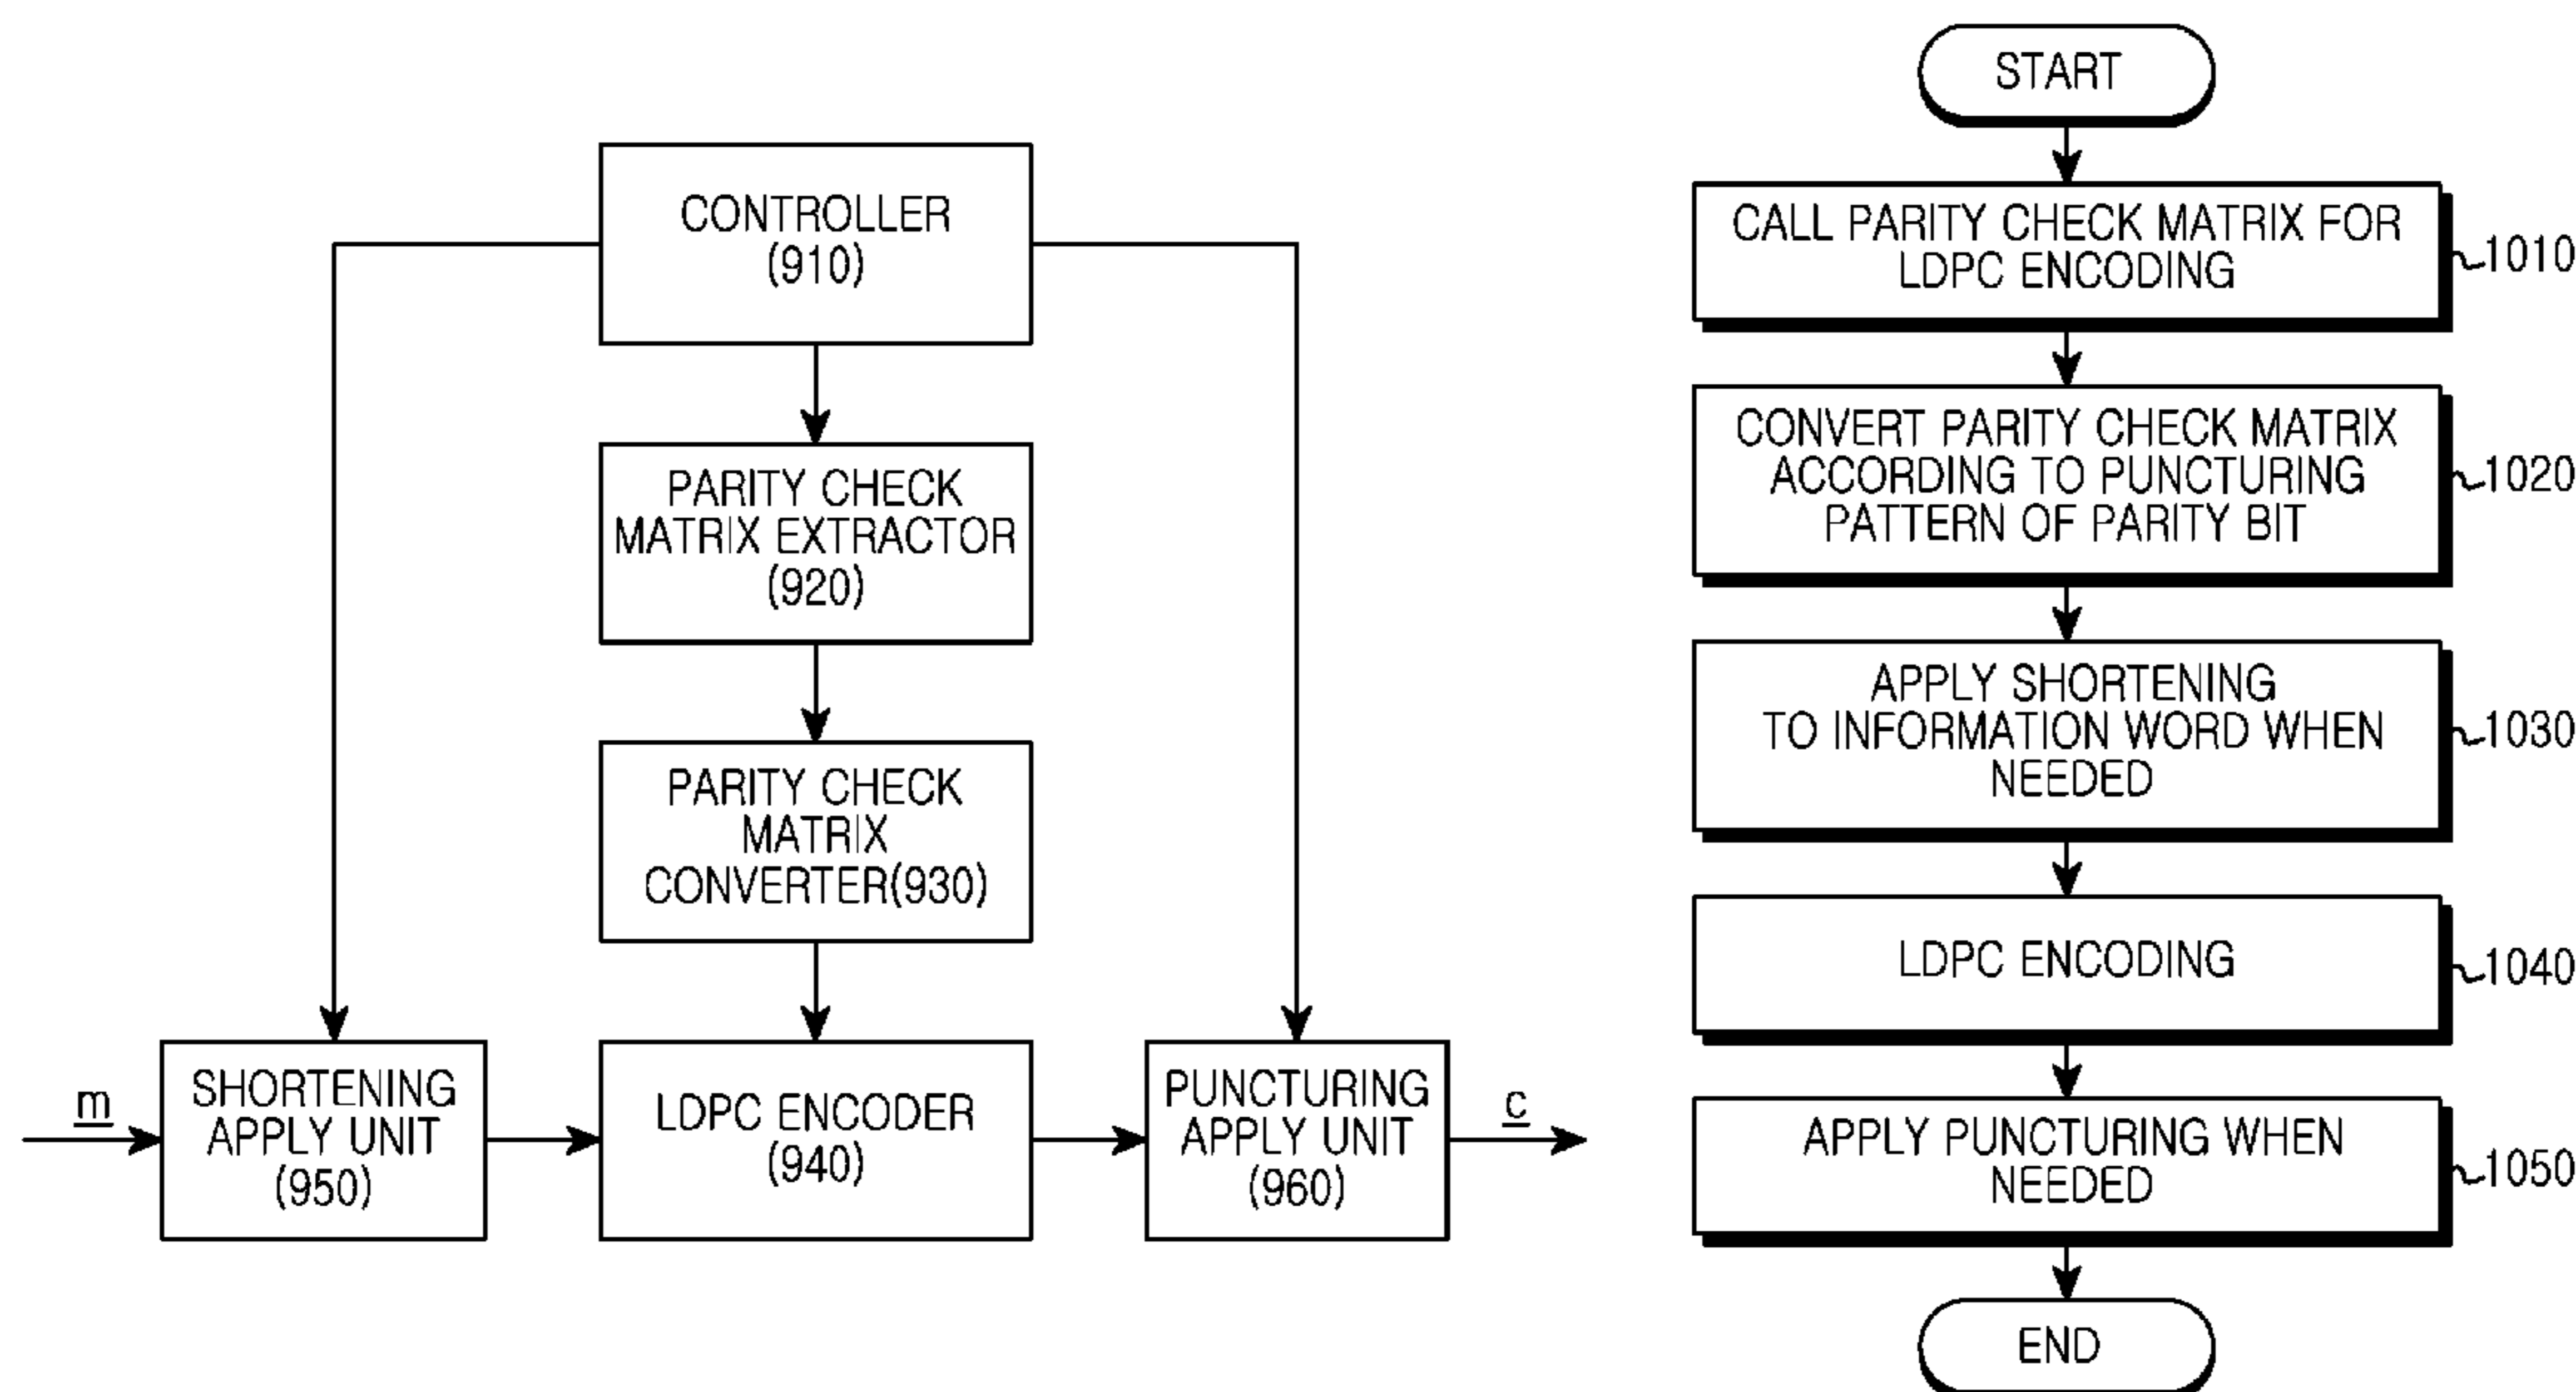 CONTROLLER
(910)
PARITY CHECK
MATRIX EXTRACTOR
(920)
PARITY CHECK
MATRIX
CONVERTER(930)
m
SHORTENING
APPLY UNIT
(950)
LDPC ENCODER
(940)
PUNCTURING
APPLY UNIT
(960)
c
START
CALL PARITY CHECK MATRIX FOR
LDPC ENCODING
1010
CONVERT PARITY CHECK MATRIX
ACCORDING TO PUNCTURING
PATTERN OF PARITY BIT
1020
APPLY SHORTENING
TO INFORMATION WORD WHEN
NEEDED
1030
LDPC ENCODING
1040
APPLY PUNCTURING WHEN
NEEDED
1050
END